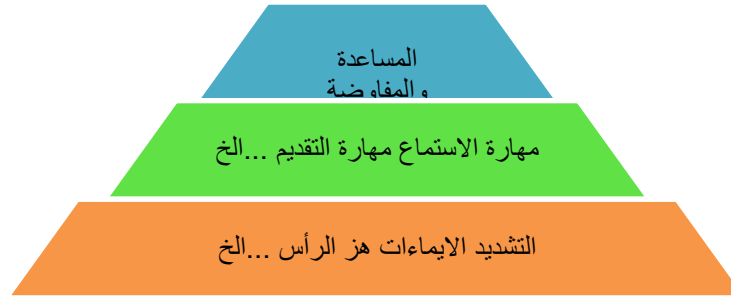 المساعدة
والمفاوضة
مهارة الاستماع مهارة التقديم ...الخ
التشديد الايماءات هز الرأس ...الخ